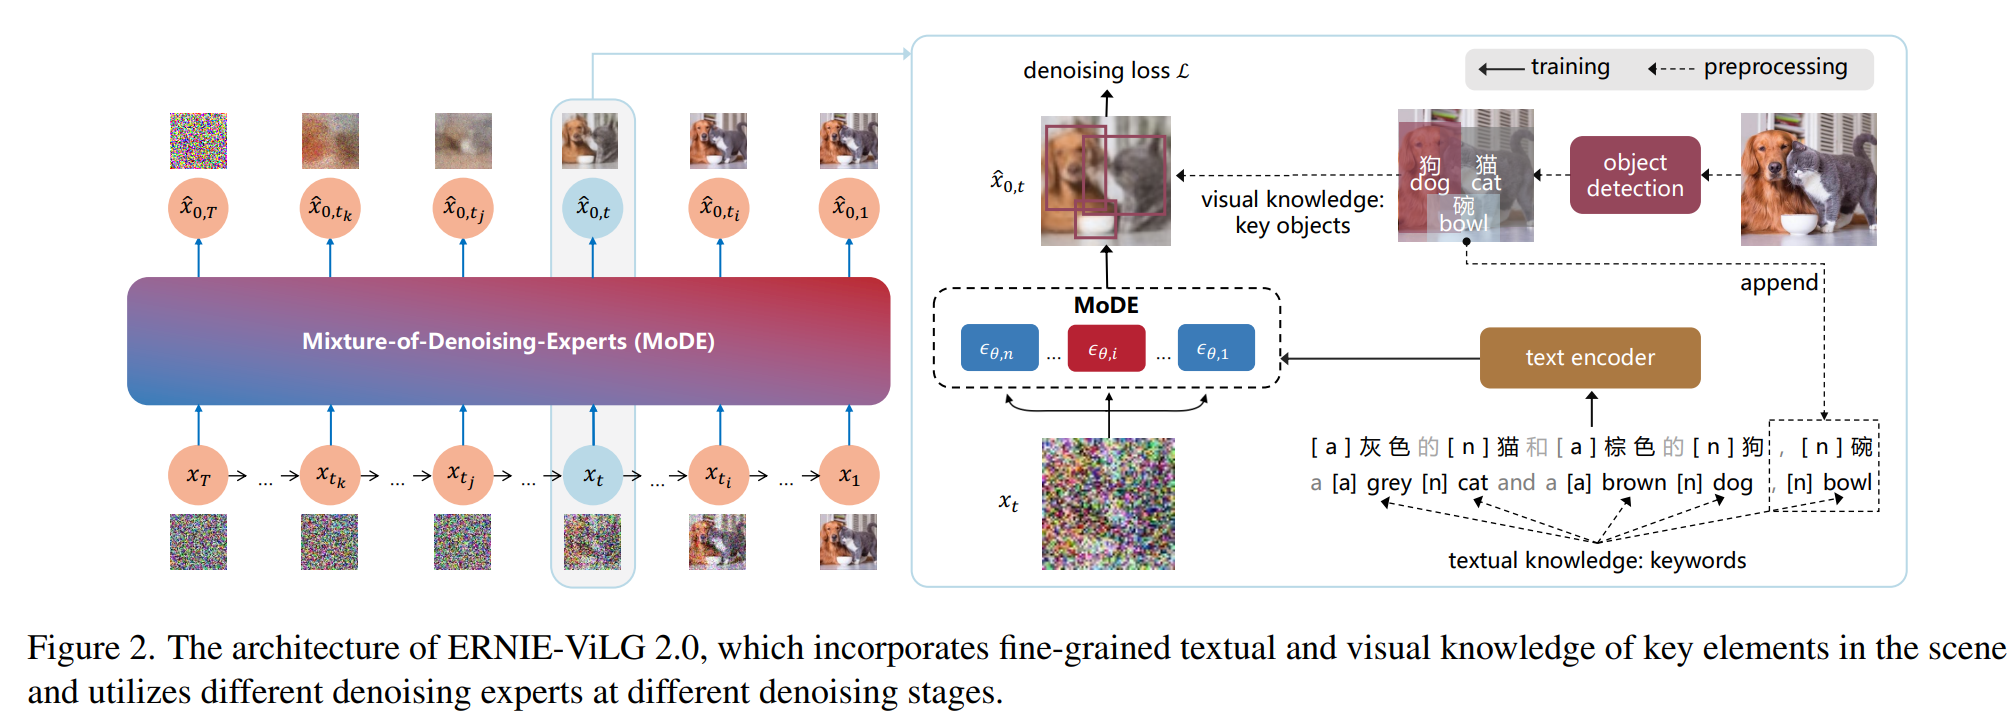 denoising loss ℒ
training
preprocessing
x̂₀,T
x̂₀,tₖ
x̂₀,tⱼ
x̂₀,t
x̂₀,tᵢ
x̂₀,₁
x̂₀,t
狗
dog
猫
cat
碗
bowl
object
detection
visual knowledge:
key objects
append
Mixture-of-Denoising-Experts (MoDE)
MoDE
ϵθ,n
...
ϵθ,i
...
ϵθ,1
text encoder
xT
...
xtₖ
...
xtⱼ
...
xt
...
xtᵢ
...
x₁
xt
[ a ] 灰 色 的 [ n ] 猫 和 [ a ] 棕 色 的 [ n ] 狗 , [ n ] 碗
a [a] grey [n] cat and a [a] brown [n] dog , [n] bowl
textual knowledge: keywords
Figure 2. The architecture of ERNIE-ViLG 2.0, which incorporates fine-grained textual and visual knowledge of key elements in the scene
and utilizes different denoising experts at different denoising stages.